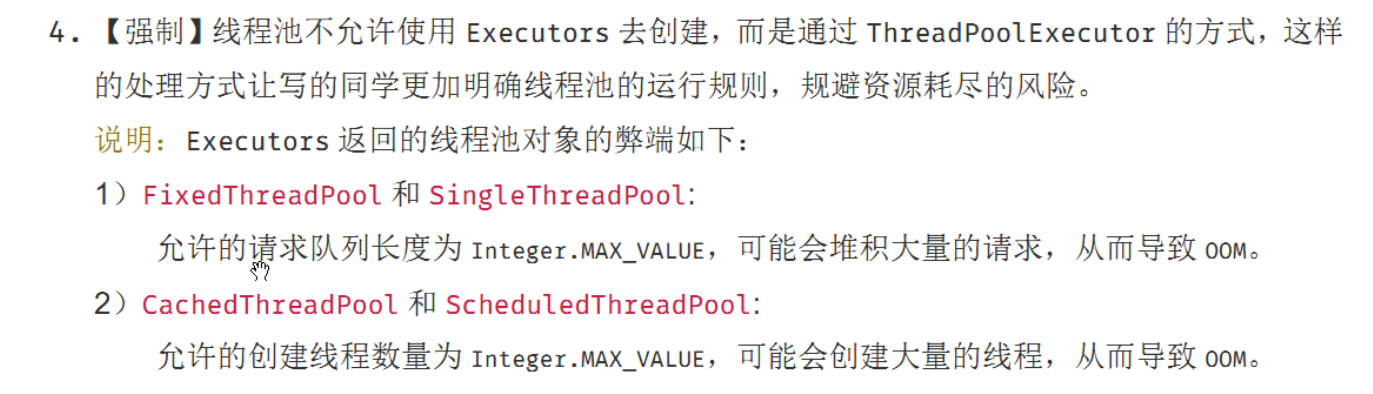 4. 【强制】线程池不允许使用 Executors 去创建，而是通过 ThreadPoolExecutor 的方式，这样
的处理方式让写的同学更加明确线程池的运行规则，规避资源耗尽的风险。
说明：Executors 返回的线程池对象的弊端如下：
1）FixedThreadPool 和 SingleThreadPool:
允许的请求队列长度为 Integer.MAX_VALUE，可能会堆积大量的请求，从而导致 OOM。
2）CachedThreadPool 和 ScheduledThreadPool:
允许的创建线程数量为 Integer.MAX_VALUE，可能会创建大量的线程，从而导致 OOM。